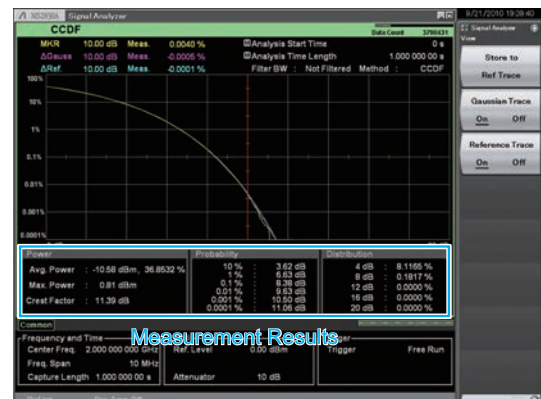 MS2690A Signal Analyzer 9/21/2010 19:29:40
CCDF Data Count 3796431
MKR 10.00 dB Meas. 0.0040 % Analysis Start Time 0 s
ΔGauss 10.00 dB Meas. -0.0005 % Analysis Time Length 1.000 000 00 s
ΔRef. 10.00 dB Meas. -0.0001 % Filter BW : Not Filtered Method : CCDF
100%
10%
1%
0.1%
0.01%
0.001%
0.0001%
Signal Analyzer
View
Store to
Ref Trace
Gaussian Trace
On Off
Reference Trace
On Off
Power Probability Distribution
Avg. Power : -10.58 dBm, 36.8532 %
Max. Power : 0.81 dBm
Crest Factor : 11.39 dB
10 % : 3.62 dB
1 % : 6.63 dB
0.1 % : 8.38 dB
0.01 % : 9.63 dB
0.001 % : 10.50 dB
0.0001 % : 11.06 dB
4 dB : 8.1165 %
8 dB : 0.1817 %
12 dB : 0.0000 %
16 dB : 0.0000 %
20 dB : 0.0000 %
Measurement Results
Common
Frequency and Time
Center Freq. 2.000 000 000 GHz
Freq. Span 10 MHz
Capture Length 1.000 000 00 s
Ref. Level 0.00 dBm
Attenuator 10 dB
Trigger Free Run